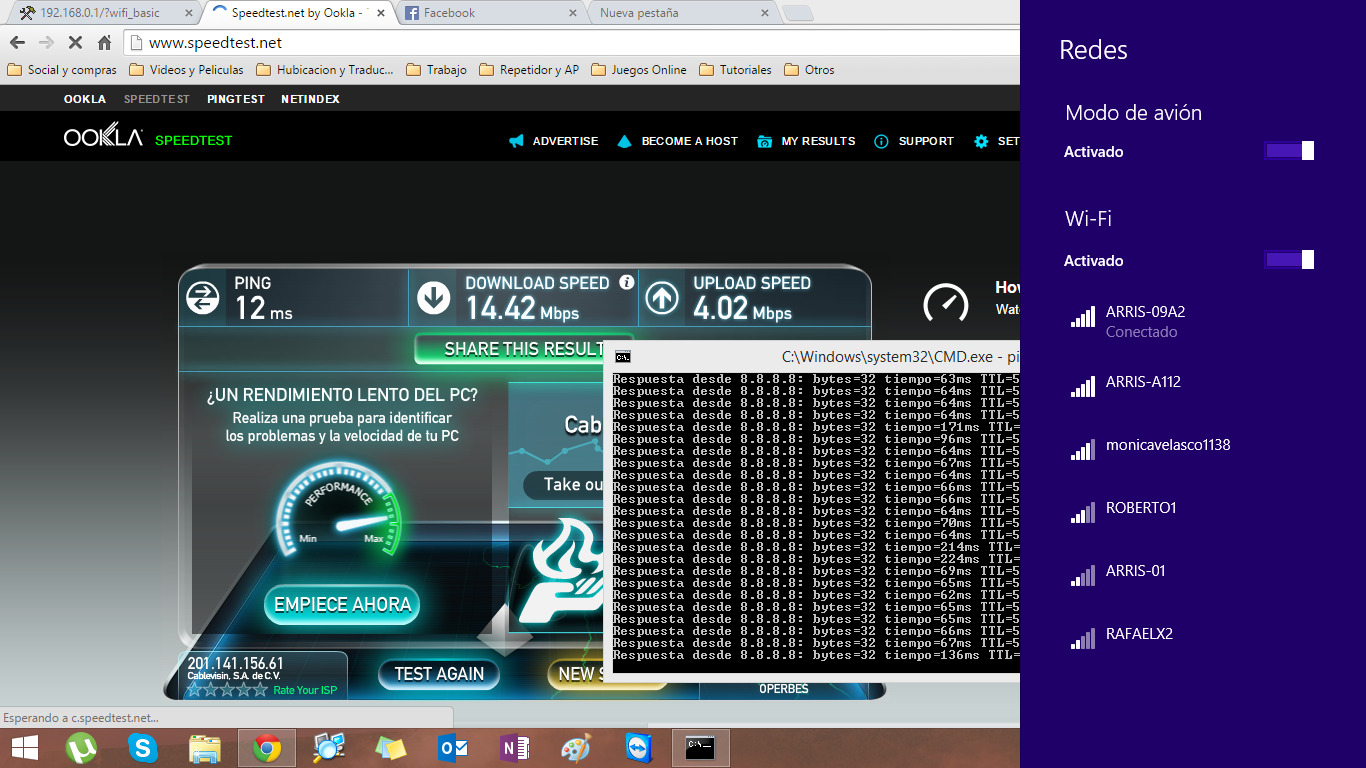 192.168.0.1/?wifi_basic
Speedtest.net by Ookla -
Facebook
Nueva pestaña
www.speedtest.net
Social y compras
Videos y Peliculas
Hubicacion y Traduc...
Trabajo
Repetidor y AP
Juegos Online
Tutoriales
Otros
OOKLA SPEEDTEST PINGTEST NETINDEX
OOKLA SPEEDTEST
ADVERTISE
BECOME A HOST
MY RESULTS
SUPPORT
SET
PING
12 ms
DOWNLOAD SPEED
14.42 Mbps
UPLOAD SPEED
4.02 Mbps
SHARE THIS RESULT
¿UN RENDIMIENTO LENTO DEL PC?
Realiza una prueba para identificar
los problemas y la velocidad de tu PC
PERFORMANCE
Min Max
EMPIECE AHORA
Cab
Take ou
How
Wat
201.141.156.61
Cablevisin, S.A. de C.V.
Rate Your ISP
TEST AGAIN
NEW S
OPERBES
Esperando a c.speedtest.net...
C:\Windows\system32\CMD.exe - pi
Respuesta desde 8.8.8.8: bytes=32 tiempo=63ms TTL=5
Respuesta desde 8.8.8.8: bytes=32 tiempo=64ms TTL=5
Respuesta desde 8.8.8.8: bytes=32 tiempo=64ms TTL=5
Respuesta desde 8.8.8.8: bytes=32 tiempo=64ms TTL=5
Respuesta desde 8.8.8.8: bytes=32 tiempo=171ms TTL=
Respuesta desde 8.8.8.8: bytes=32 tiempo=96ms TTL=5
Respuesta desde 8.8.8.8: bytes=32 tiempo=64ms TTL=5
Respuesta desde 8.8.8.8: bytes=32 tiempo=67ms TTL=5
Respuesta desde 8.8.8.8: bytes=32 tiempo=64ms TTL=5
Respuesta desde 8.8.8.8: bytes=32 tiempo=66ms TTL=5
Respuesta desde 8.8.8.8: bytes=32 tiempo=66ms TTL=5
Respuesta desde 8.8.8.8: bytes=32 tiempo=64ms TTL=5
Respuesta desde 8.8.8.8: bytes=32 tiempo=70ms TTL=5
Respuesta desde 8.8.8.8: bytes=32 tiempo=64ms TTL=5
Respuesta desde 8.8.8.8: bytes=32 tiempo=214ms TTL=
Respuesta desde 8.8.8.8: bytes=32 tiempo=224ms TTL=
Respuesta desde 8.8.8.8: bytes=32 tiempo=69ms TTL=5
Respuesta desde 8.8.8.8: bytes=32 tiempo=65ms TTL=5
Respuesta desde 8.8.8.8: bytes=32 tiempo=62ms TTL=5
Respuesta desde 8.8.8.8: bytes=32 tiempo=65ms TTL=5
Respuesta desde 8.8.8.8: bytes=32 tiempo=65ms TTL=5
Respuesta desde 8.8.8.8: bytes=32 tiempo=66ms TTL=5
Respuesta desde 8.8.8.8: bytes=32 tiempo=67ms TTL=5
Respuesta desde 8.8.8.8: bytes=32 tiempo=136ms TTL=
Redes
Modo de avión
Activado
Wi-Fi
Activado
ARRIS-09A2
Conectado
ARRIS-A112
monicavelasco1138
ROBERTO1
ARRIS-01
RAFAELX2